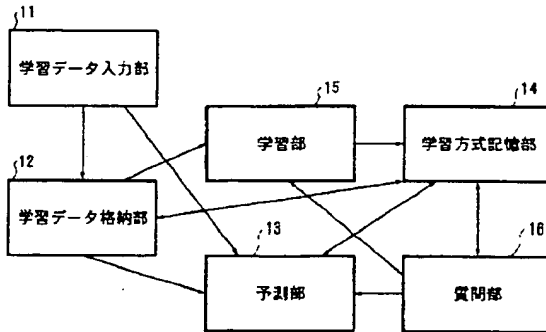 11
学習データ入力部
15
学習部
14
学習方式記憶部
12
学習データ格納部
13
予測部
16
質問部